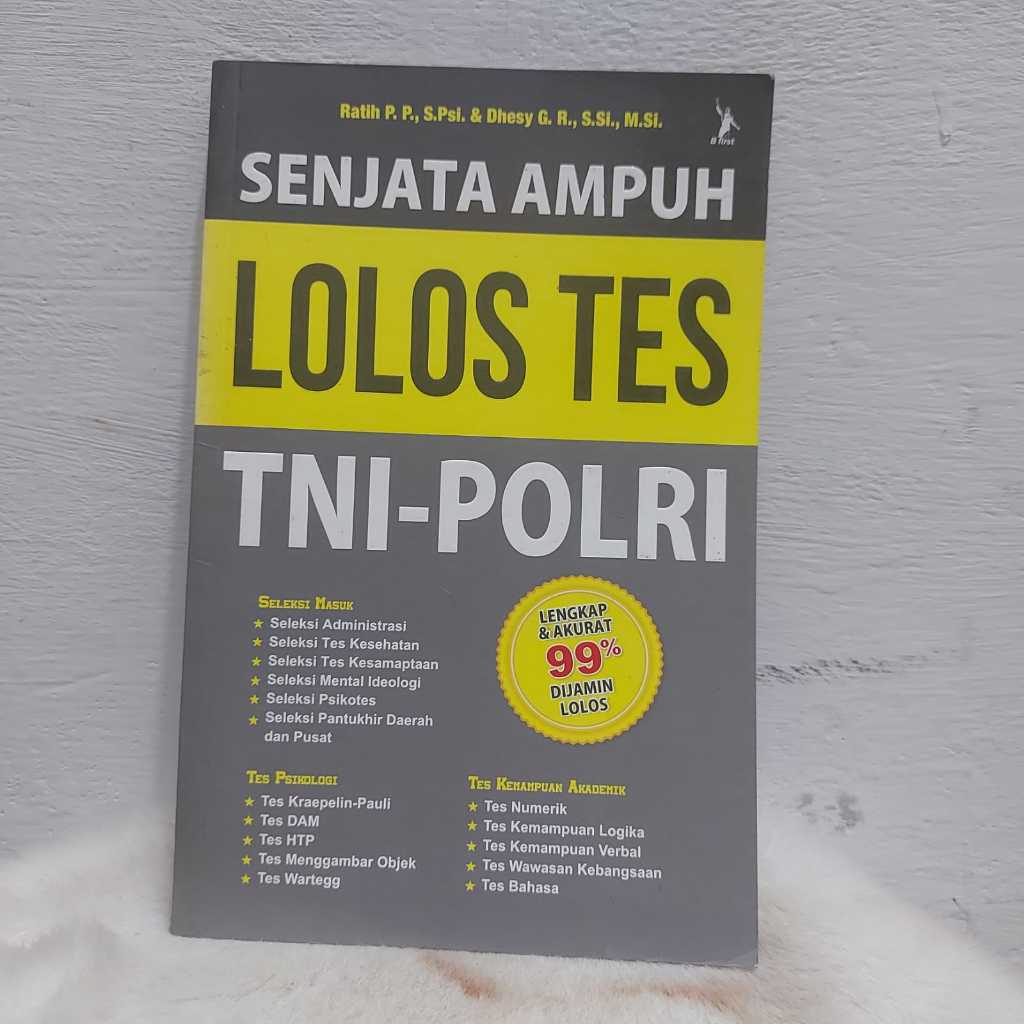 Ratih P. P., S.Psi. & Dhesy G. R., S.Si., M.Si.
B first
SENJATA AMPUH
LOLOS TES
TNI-POLRI
SELEKSI MASUK
Seleksi Administrasi
Seleksi Tes Kesehatan
Seleksi Tes Kesamaptaan
Seleksi Mental Ideologi
Seleksi Psikotes
Seleksi Pantukhir Daerah
dan Pusat
LENGKAP
& AKURAT
99%
DIJAMIN
LOLOS
TES PSIKOLOGI
Tes Kraepelin-Pauli
Tes DAM
Tes HTP
Tes Menggambar Objek
Tes Wartegg
TES KEMAMPUAN AKADEMIK
Tes Numerik
Tes Kemampuan Logika
Tes Kemampuan Verbal
Tes Wawasan Kebangsaan
Tes Bahasa